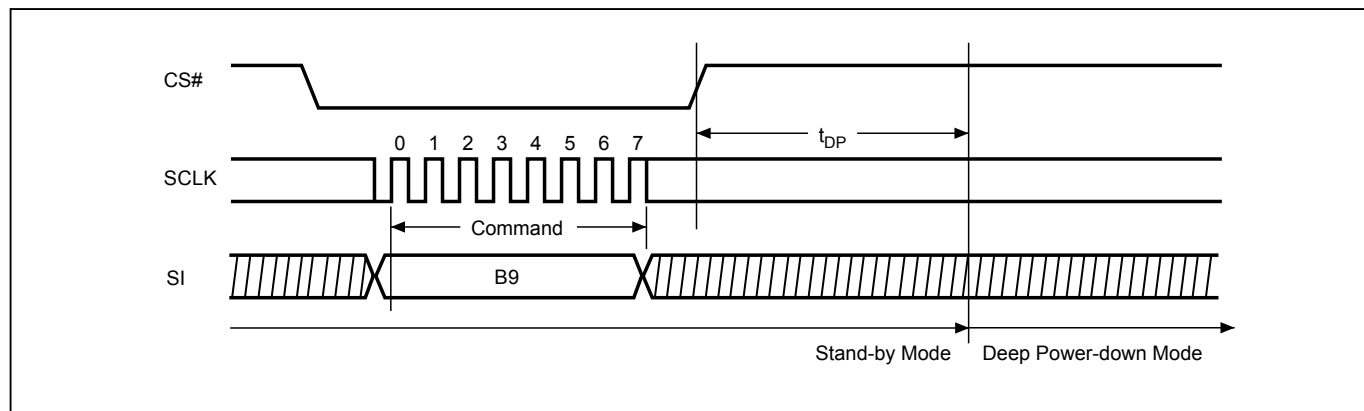 CS#
tDP
0 1 2 3 4 5 6 7
SCLK
Command
SI
B9
Stand-by Mode Deep Power-down Mode